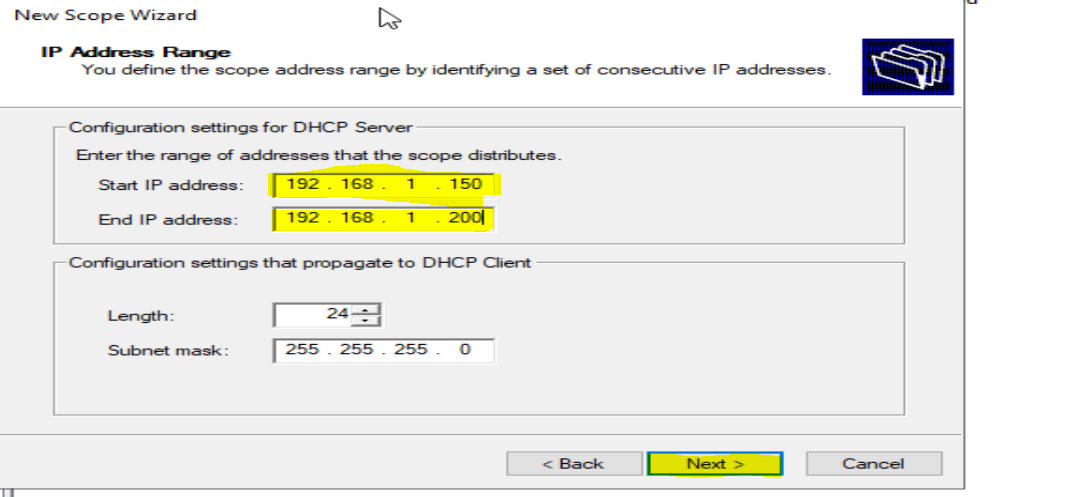 New Scope Wizard
IP Address Range
You define the scope address range by identifying a set of consecutive IP addresses.
Configuration settings for DHCP Server
Enter the range of addresses that the scope distributes.
Start IP address: 192 . 168 . 1 . 150
End IP address: 192 . 168 . 1 . 200
Configuration settings that propagate to DHCP Client
Length: 24
Subnet mask: 255 . 255 . 255 . 0
< Back Next > Cancel